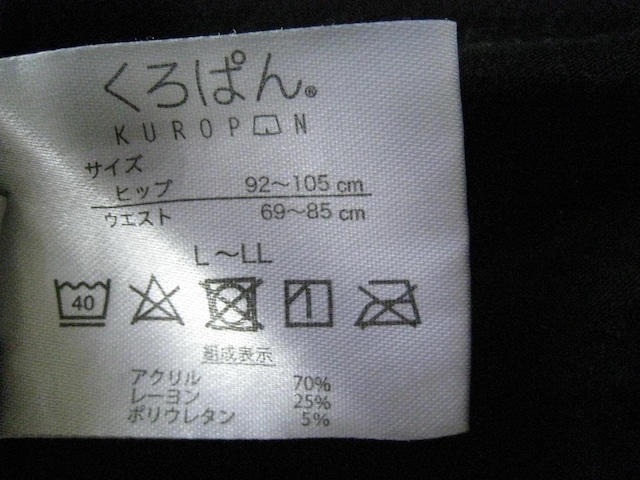 くろぱん®
KUROPAN
サイズ
ヒップ 92～105 cm
ウエスト 69～85 cm
L～LL
40
組成表示
アクリル 70%
レーヨン 25%
ポリウレタン 5%